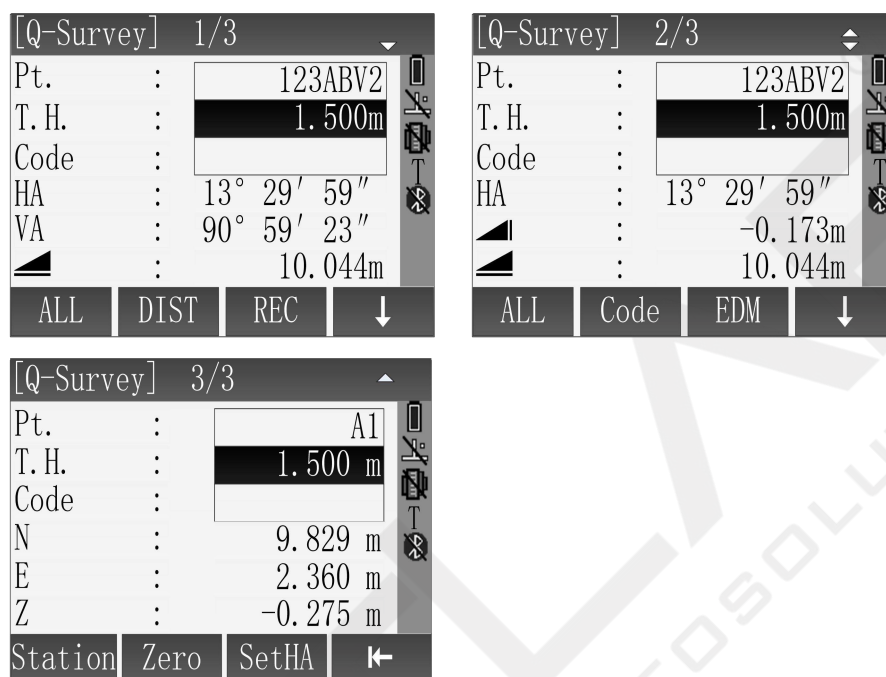 [Q-Survey] 1/3
Pt. : 123ABV2
T.H. : 1.500m
Code :
HA : 13° 29′ 59″
VA : 90° 59′ 23″
: 10.044m
ALL DIST REC ↓
T
[Q-Survey] 2/3
Pt. : 123ABV2
T.H. : 1.500m
Code :
HA : 13° 29′ 59″
: -0.173m
: 10.044m
ALL Code EDM ↓
T
[Q-Survey] 3/3
Pt. : A1
T.H. : 1.500 m
Code :
N : 9.829 m
E : 2.360 m
Z : -0.275 m
Station Zero SetHA
T